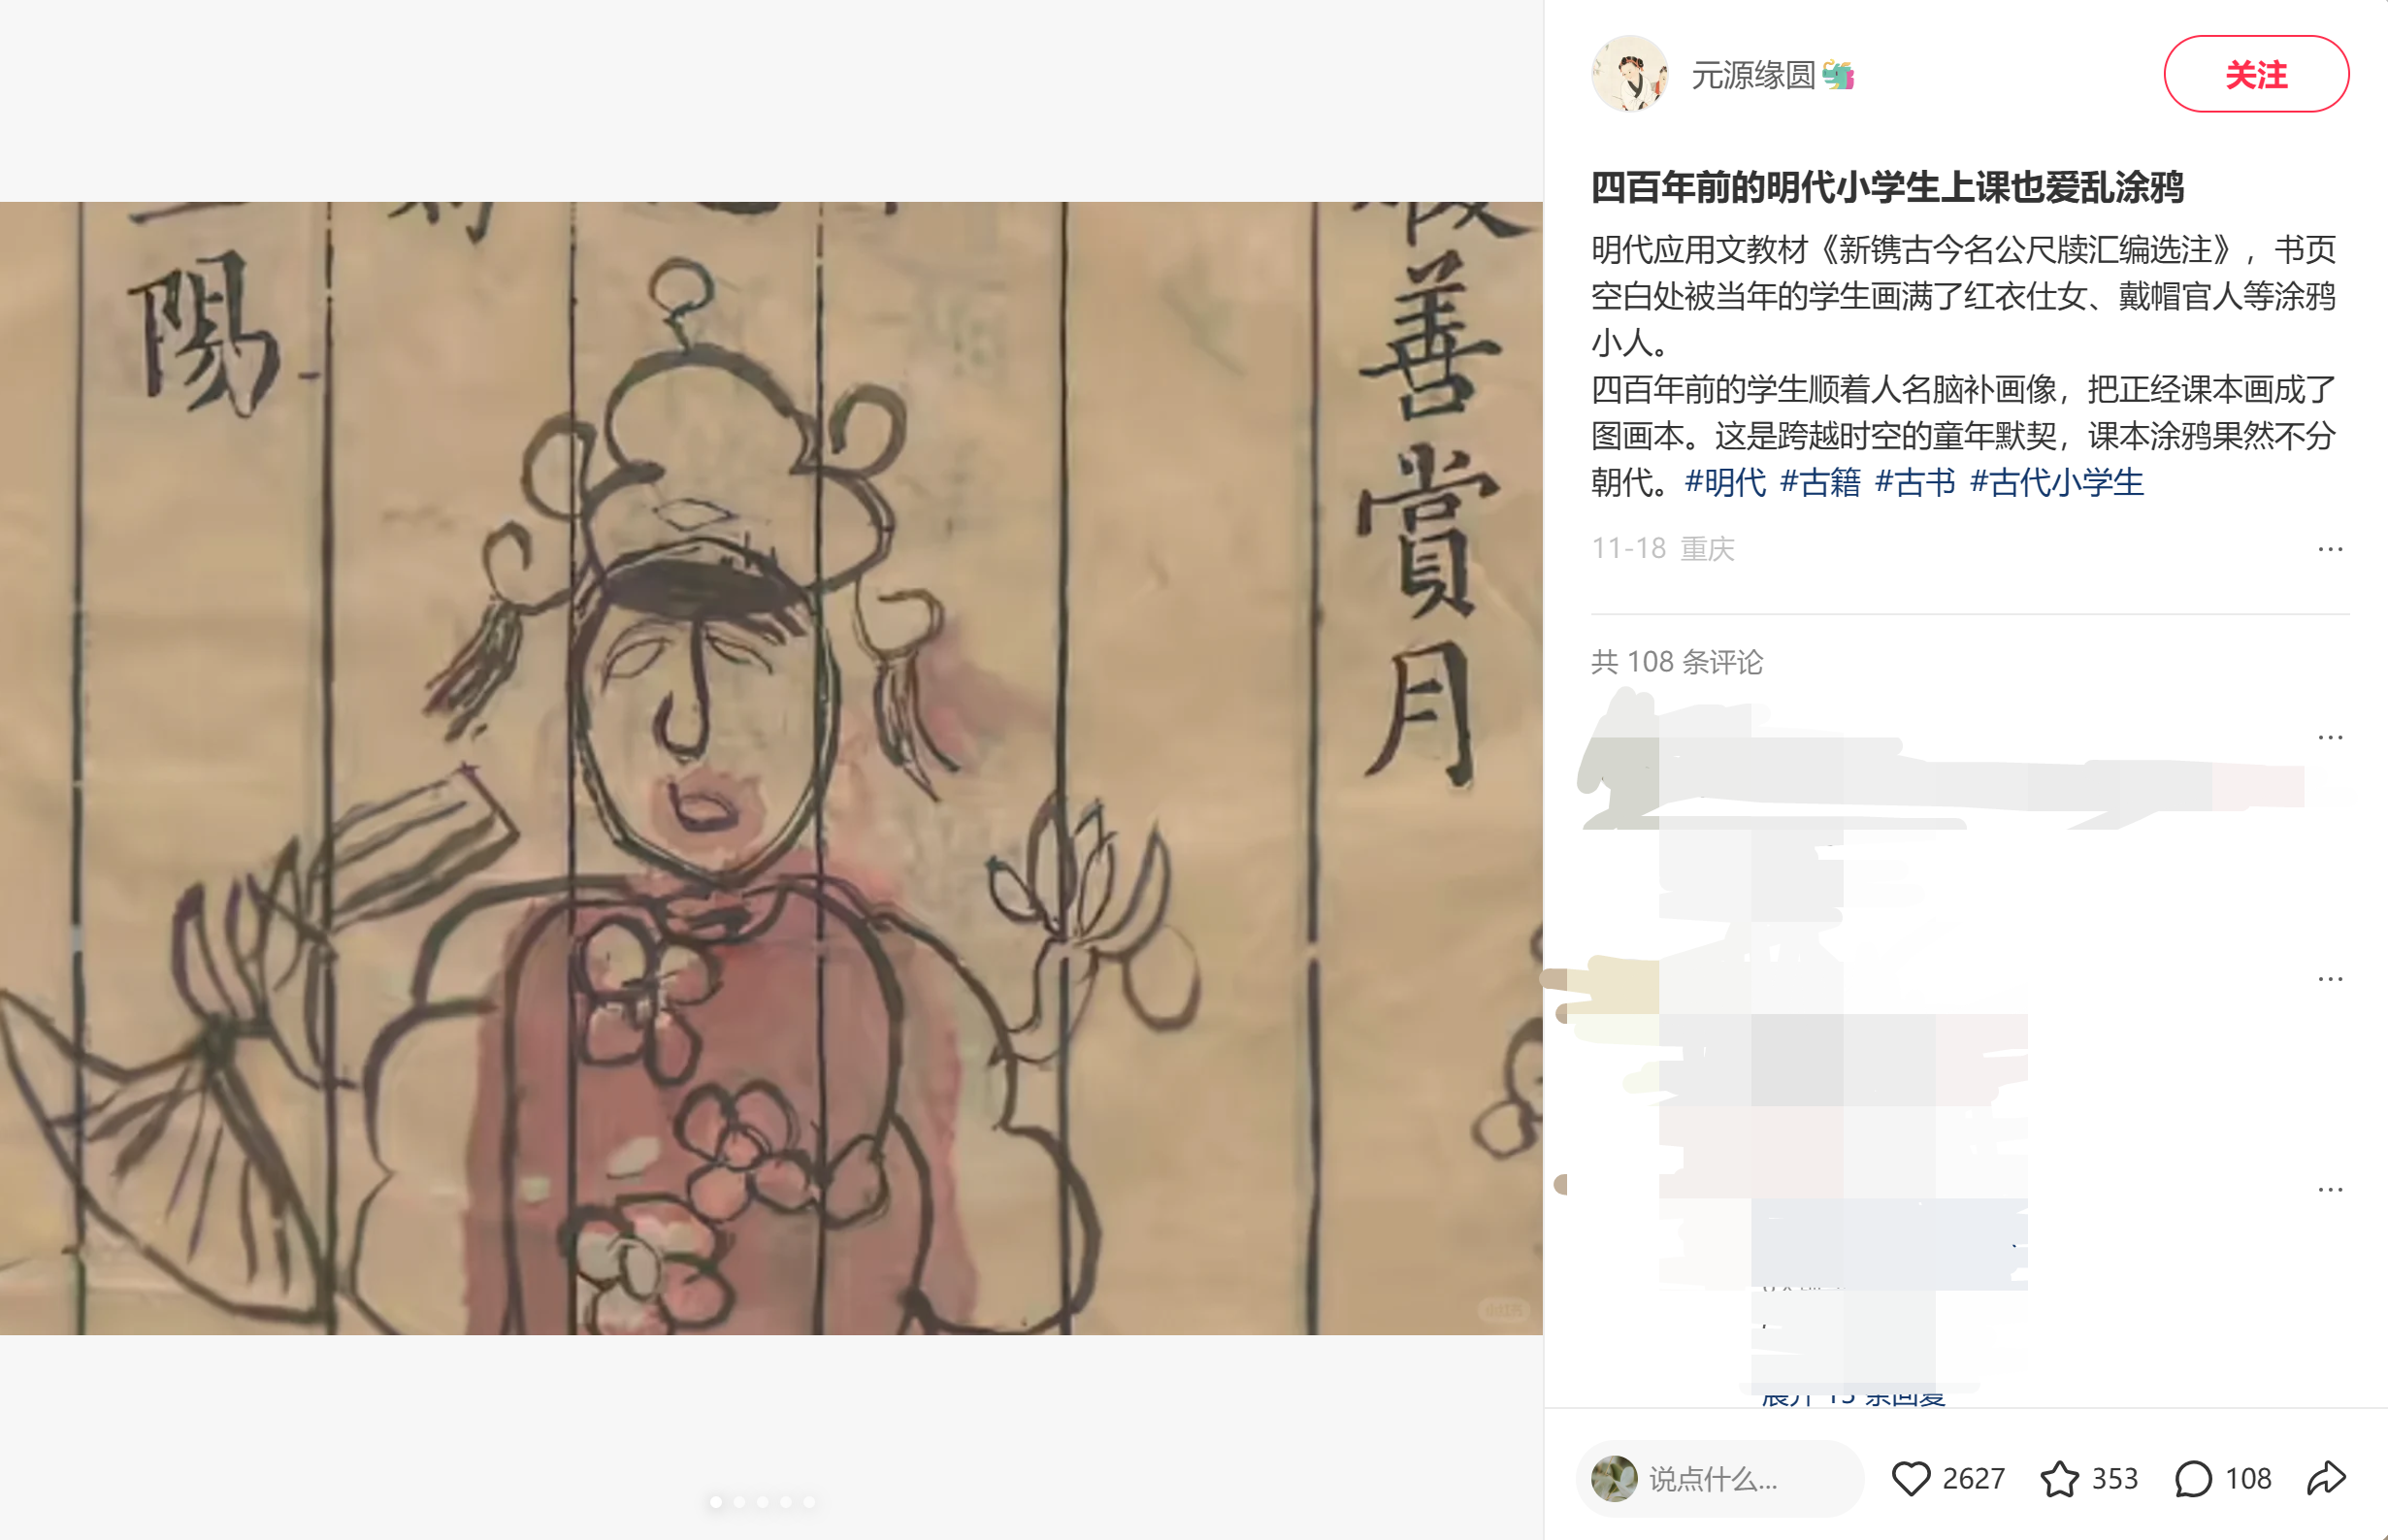 陽
善賞月
元源缘圆
关注
四百年前的明代小学生上课也爱乱涂鸦
明代应用文教材《新镌古今名公尺牍汇编选注》，书页
空白处被当年的学生画满了红衣仕女、戴帽官人等涂鸦
小人。
四百年前的学生顺着人名脑补画像，把正经课本画成了
图画本。这是跨越时空的童年默契，课本涂鸦果然不分
朝代。#明代 #古籍 #古书 #古代小学生
11-18 重庆
共 108 条评论
展开 15 条回复
说点什么...
2627
353
108